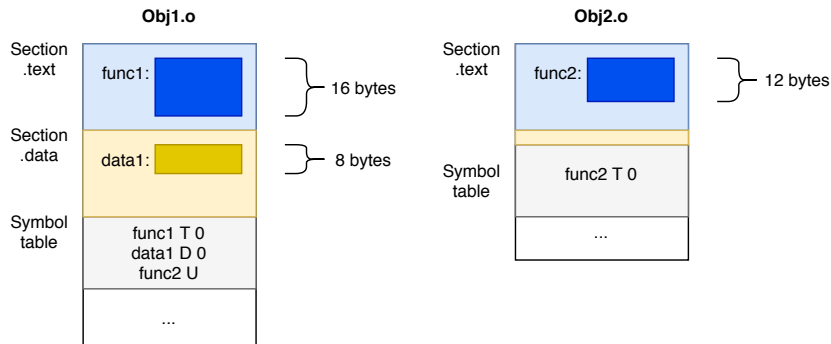 Obj1.o
Section
.text
func1:
16 bytes
Section
.data
data1:
8 bytes
Symbol
table
func1 T 0
data1 D 0
func2 U
...
Obj2.o
Section
.text
func2:
12 bytes
Symbol
table
func2 T 0
...